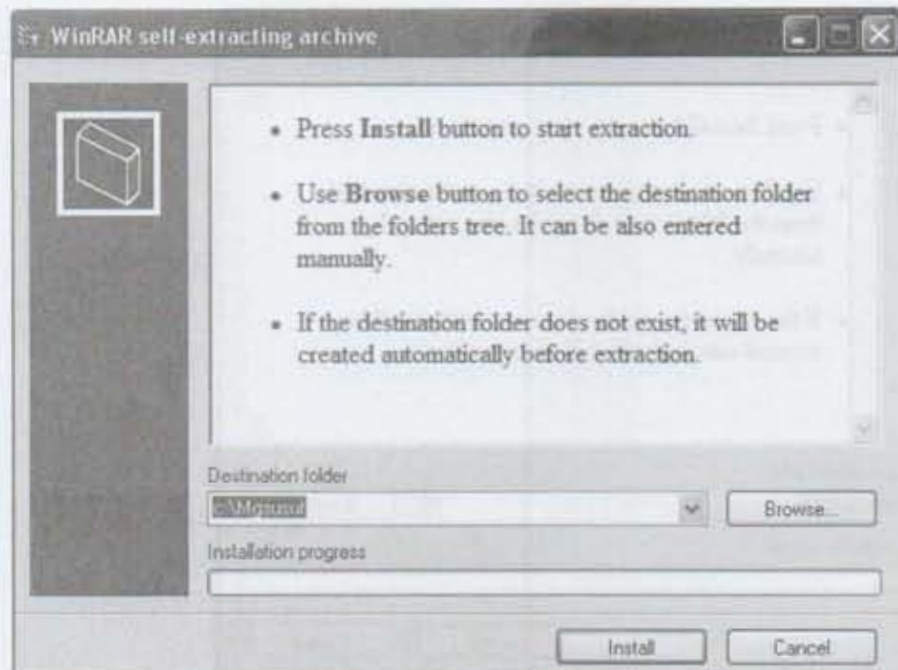 WinRAR self-extracting archive
• Press Install button to start extraction.
• Use Browse button to select the destination folder
from the folders tree. It can be also entered
manually.
• If the destination folder does not exist, it will be
created automatically before extraction.
Destination folder
Browse...
Installation progress
Install
Cancel